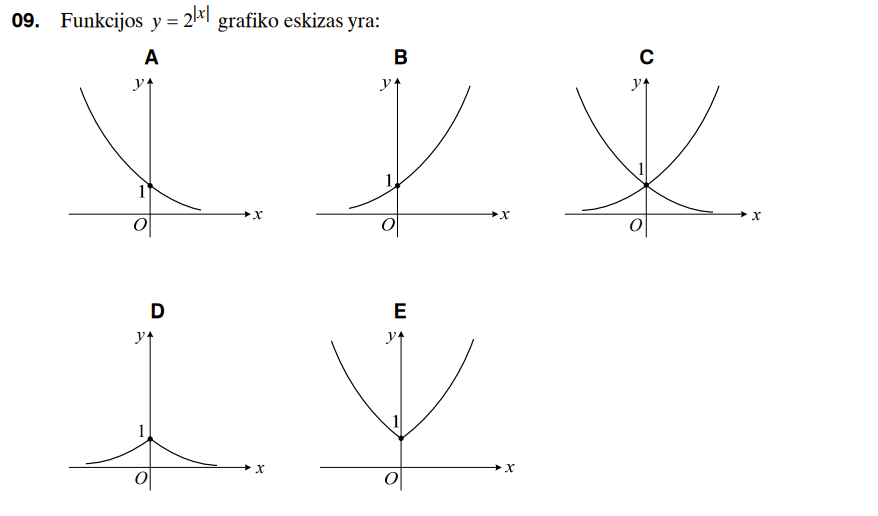 09. Funkcijos y = 2^|x| grafiko eskizas yra:
A B C
y y y
1 1 1
O x O x O x
D E
y y
1 1
O x O x